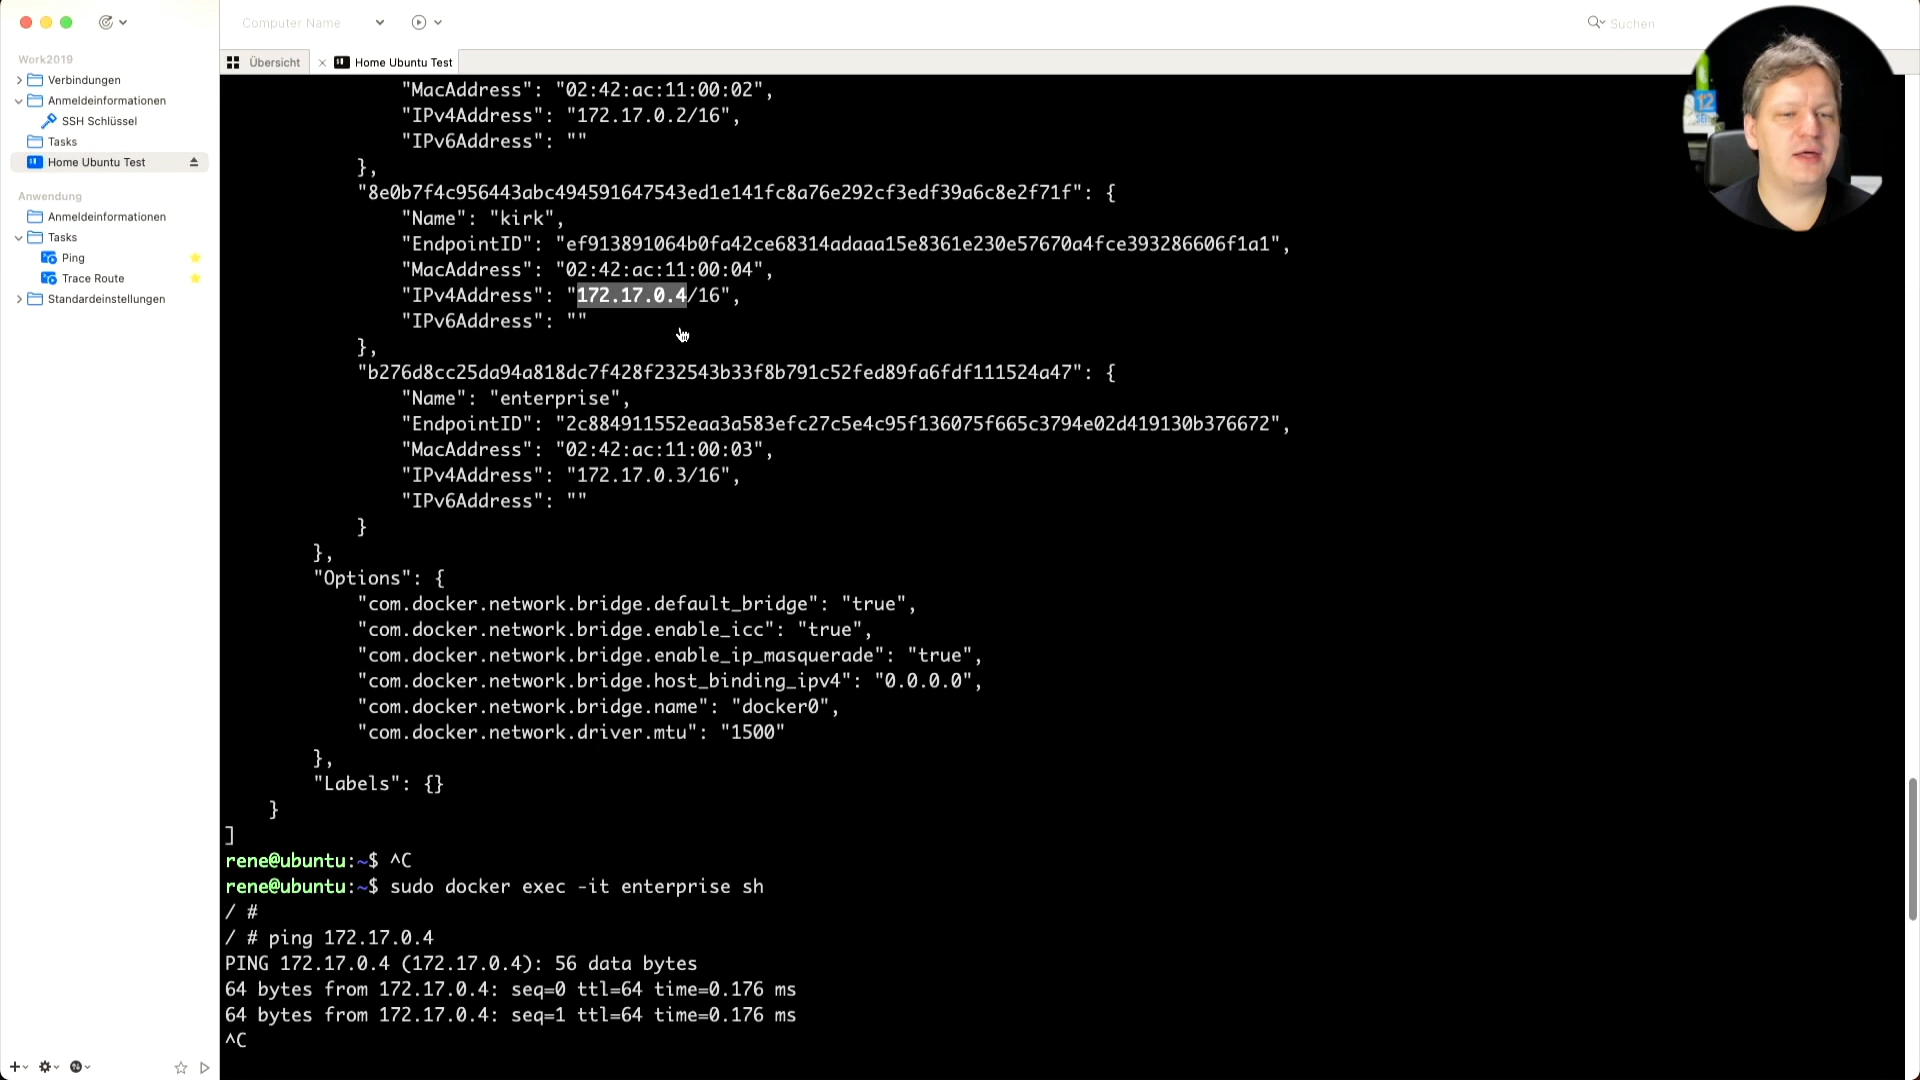 Computer Name
Suchen
Work2019
Verbindungen
Anmeldeinformationen
SSH Schlüssel
Tasks
Home Ubuntu Test
Anwendung
Anmeldeinformationen
Tasks
Ping
Trace Route
Standardeinstellungen
Übersicht
Home Ubuntu Test
"MacAddress": "02:42:ac:11:00:02",
"IPv4Address": "172.17.0.2/16",
"IPv6Address": ""
},
"8e0b7f4c956443abc494591647543ed1e141fc8a76e292cf3edf39a6c8e2f71f": {
"Name": "kirk",
"EndpointID": "ef913891064b0fa42ce68314adaaa15e8361e230e57670a4fce393286606f1a1",
"MacAddress": "02:42:ac:11:00:04",
"IPv4Address": "172.17.0.4/16",
"IPv6Address": ""
},
"b276d8cc25da94a818dc7f428f232543b33f8b791c52fed89fa6fdf111524a47": {
"Name": "enterprise",
"EndpointID": "2c884911552eaa3a583efc27c5e4c95f136075f665c3794e02d419130b376672",
"MacAddress": "02:42:ac:11:00:03",
"IPv4Address": "172.17.0.3/16",
"IPv6Address": ""
}
},
"Options": {
"com.docker.network.bridge.default_bridge": "true",
"com.docker.network.bridge.enable_icc": "true",
"com.docker.network.bridge.enable_ip_masquerade": "true",
"com.docker.network.bridge.host_binding_ipv4": "0.0.0.0",
"com.docker.network.bridge.name": "docker0",
"com.docker.network.driver.mtu": "1500"
},
"Labels": {}
}
]
rene@ubuntu:~$ ^C
rene@ubuntu:~$ sudo docker exec -it enterprise sh
/ #
/ # ping 172.17.0.4
PING 172.17.0.4 (172.17.0.4): 56 data bytes
64 bytes from 172.17.0.4: seq=0 ttl=64 time=0.176 ms
64 bytes from 172.17.0.4: seq=1 ttl=64 time=0.176 ms
^C
12